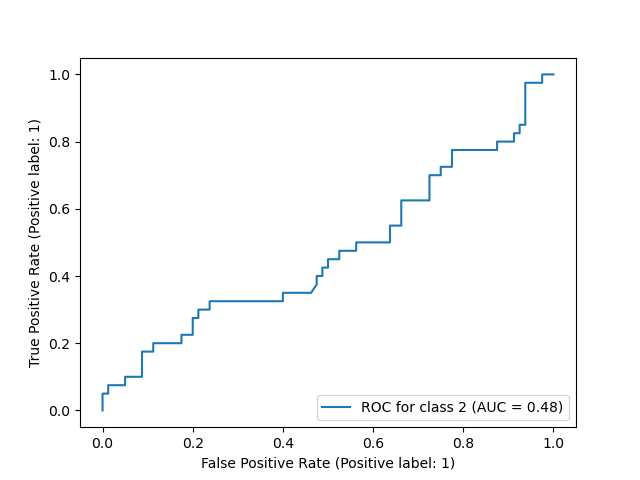 1.0
0.8
0.6
0.4
0.2
0.0
True Positive Rate (Positive label: 1)
ROC for class 2 (AUC = 0.48)
0.0 0.2 0.4 0.6 0.8 1.0
False Positive Rate (Positive label: 1)